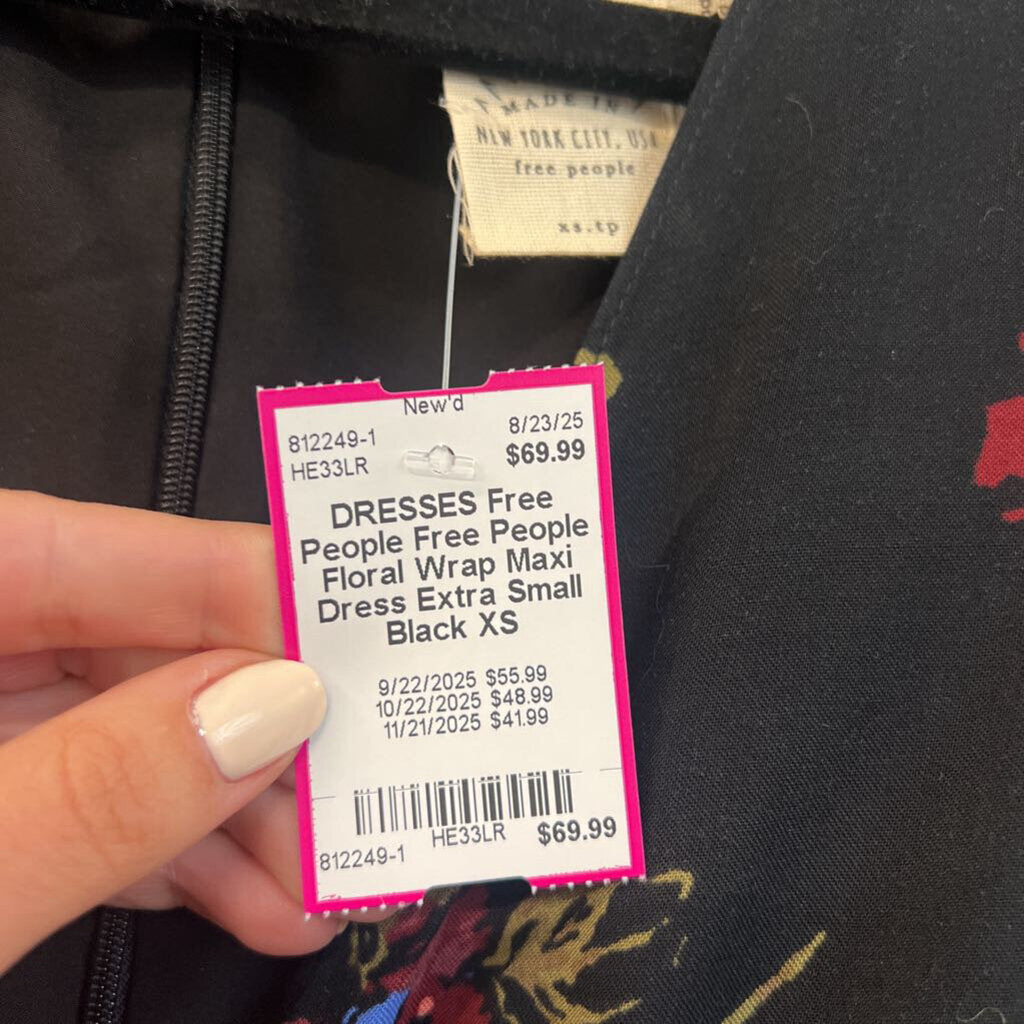 MADE IN
NEW YORK CITY, USA
free people
xs.tp
New'd
812249-1
8/23/25
HE33LR
$69.99
DRESSES Free
People Free People
Floral Wrap Maxi
Dress Extra Small
Black XS
9/22/2025 $55.99
10/22/2025 $48.99
11/21/2025 $41.99
HE33LR
$69.99
812249-1